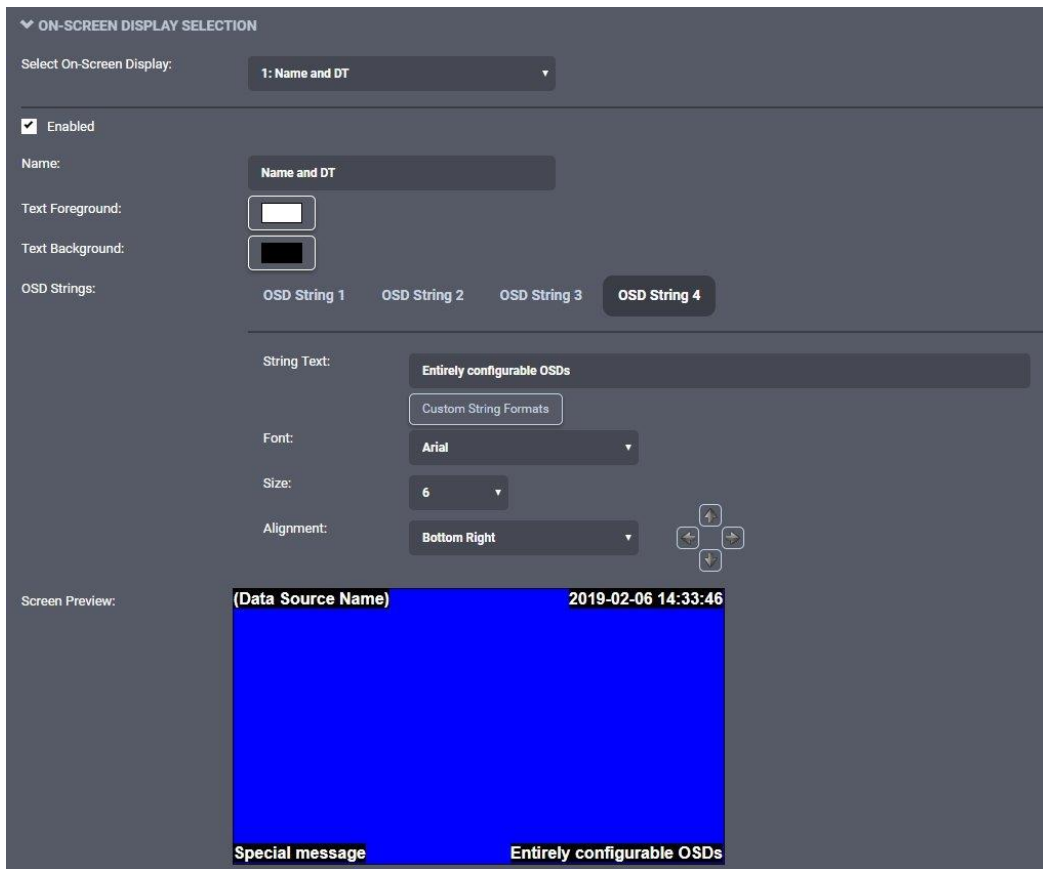 ON-SCREEN DISPLAY SELECTION
Select On-Screen Display: 1: Name and DT
Enabled
Name: Name and DT
Text Foreground:
Text Background:
OSD Strings: OSD String 1 OSD String 2 OSD String 3 OSD String 4
String Text: Entirely configurable OSDs
Custom String Formats
Font: Arial
Size: 6
Alignment: Bottom Right
Screen Preview: (Data Source Name) 2019-02-06 14:33:46
Special message Entirely configurable OSDs